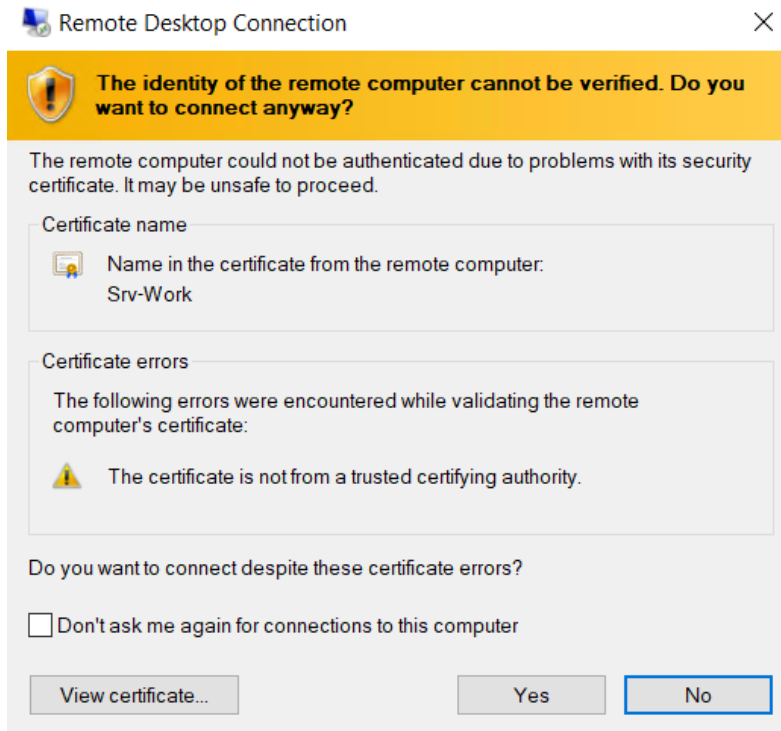 Remote Desktop Connection
The identity of the remote computer cannot be verified. Do you
want to connect anyway?
The remote computer could not be authenticated due to problems with its security
certificate. It may be unsafe to proceed.
Certificate name
Name in the certificate from the remote computer:
Srv-Work
Certificate errors
The following errors were encountered while validating the remote
computer's certificate:
The certificate is not from a trusted certifying authority.
Do you want to connect despite these certificate errors?
Don't ask me again for connections to this computer
View certificate...
Yes
No